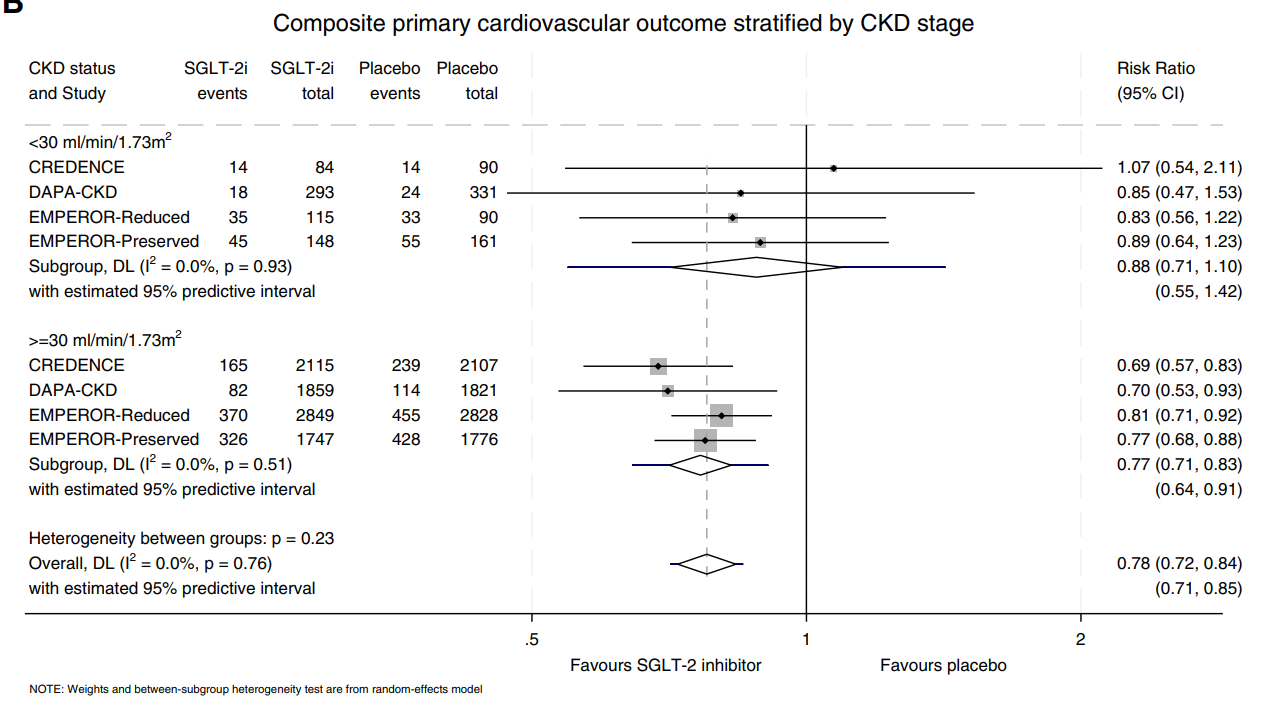 B
Composite primary cardiovascular outcome stratified by CKD stage
CKD status SGLT-2i SGLT-2i Placebo Placebo Risk Ratio
and Study events total events total (95% CI)
<30 ml/min/1.73m²
CREDENCE 14 84 14 90 1.07 (0.54, 2.11)
DAPA-CKD 18 293 24 331 0.85 (0.47, 1.53)
EMPEROR-Reduced 35 115 33 90 0.83 (0.56, 1.22)
EMPEROR-Preserved 45 148 55 161 0.89 (0.64, 1.23)
Subgroup, DL (I² = 0.0%, p = 0.93) 0.88 (0.71, 1.10)
with estimated 95% predictive interval (0.55, 1.42)
>=30 ml/min/1.73m²
CREDENCE 165 2115 239 2107 0.69 (0.57, 0.83)
DAPA-CKD 82 1859 114 1821 0.70 (0.53, 0.93)
EMPEROR-Reduced 370 2849 455 2828 0.81 (0.71, 0.92)
EMPEROR-Preserved 326 1747 428 1776 0.77 (0.68, 0.88)
Subgroup, DL (I² = 0.0%, p = 0.51) 0.77 (0.71, 0.83)
with estimated 95% predictive interval (0.64, 0.91)
Heterogeneity between groups: p = 0.23
Overall, DL (I² = 0.0%, p = 0.76) 0.78 (0.72, 0.84)
with estimated 95% predictive interval (0.71, 0.85)
.5 1 2
Favours SGLT-2 inhibitor Favours placebo
NOTE: Weights and between-subgroup heterogeneity test are from random-effects model